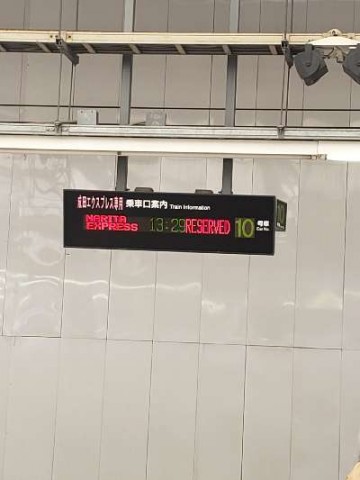 成田エクスプレス専用 乗車口案内 Train Information
NARITA EXPRESS 13:29 RESERVED 10 号車 Car No.